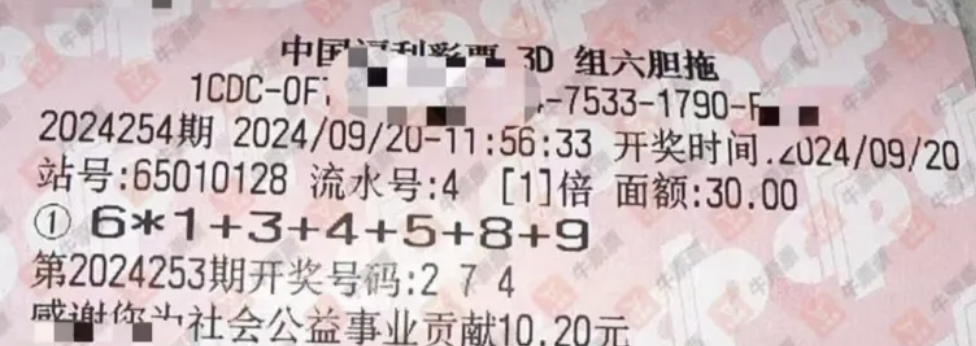 中国福利彩票 3D 组六胆拖
1CDC-0F -7533-1790-F
2024254期 2024/09/20-11:56:33 开奖时间:2024/09/20
站号:65010128 流水号:4 [1]倍 面额:30.00
① 6*1+3+4+5+8+9
第2024253期开奖号码:2 7 4
感谢您为社会公益事业贡献10.20元